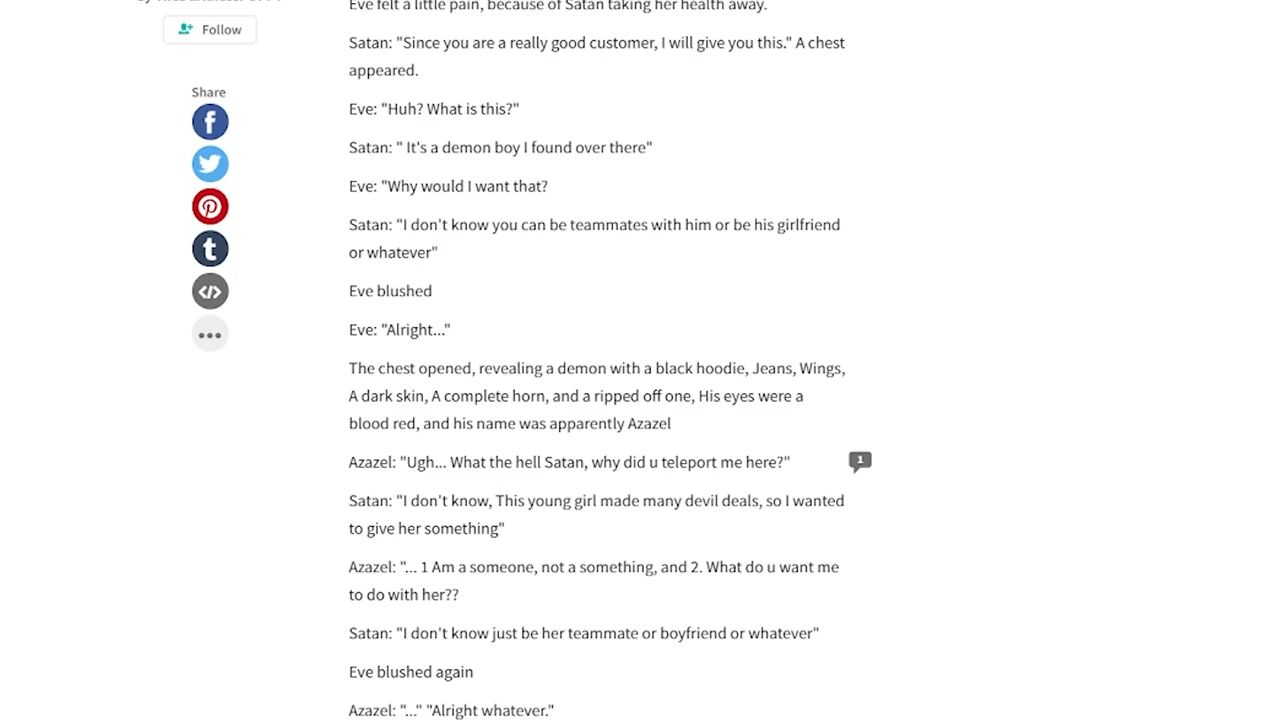 Follow
Share
Eve felt a little pain, because of Satan taking her health away.
Satan: "Since you are a really good customer, I will give you this." A chest
appeared.
Eve: "Huh? What is this?"
Satan: " It's a demon boy I found over there"
Eve: "Why would I want that?
Satan: "I don't know you can be teammates with him or be his girlfriend
or whatever"
Eve blushed
Eve: "Alright..."
The chest opened, revealing a demon with a black hoodie, Jeans, Wings,
A dark skin, A complete horn, and a ripped off one, His eyes were a
blood red, and his name was apparently Azazel
Azazel: "Ugh... What the hell Satan, why did u teleport me here?"
1
Satan: "I don't know, This young girl made many devil deals, so I wanted
to give her something"
Azazel: "... 1 Am a someone, not a something, and 2. What do u want me
to do with her??
Satan: "I don't know just be her teammate or boyfriend or whatever"
Eve blushed again
Azazel: "..." "Alright whatever."